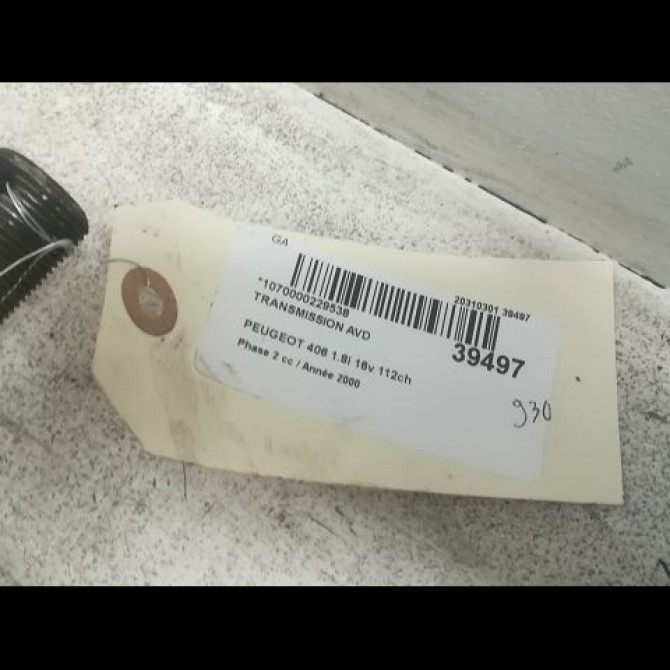 GA
*1070000229538
20310301 39497
TRANSMISSION AVD
39497
PEUGEOT 406 1.8i 16v 112ch
Phase 2 cc / Année 2000
930